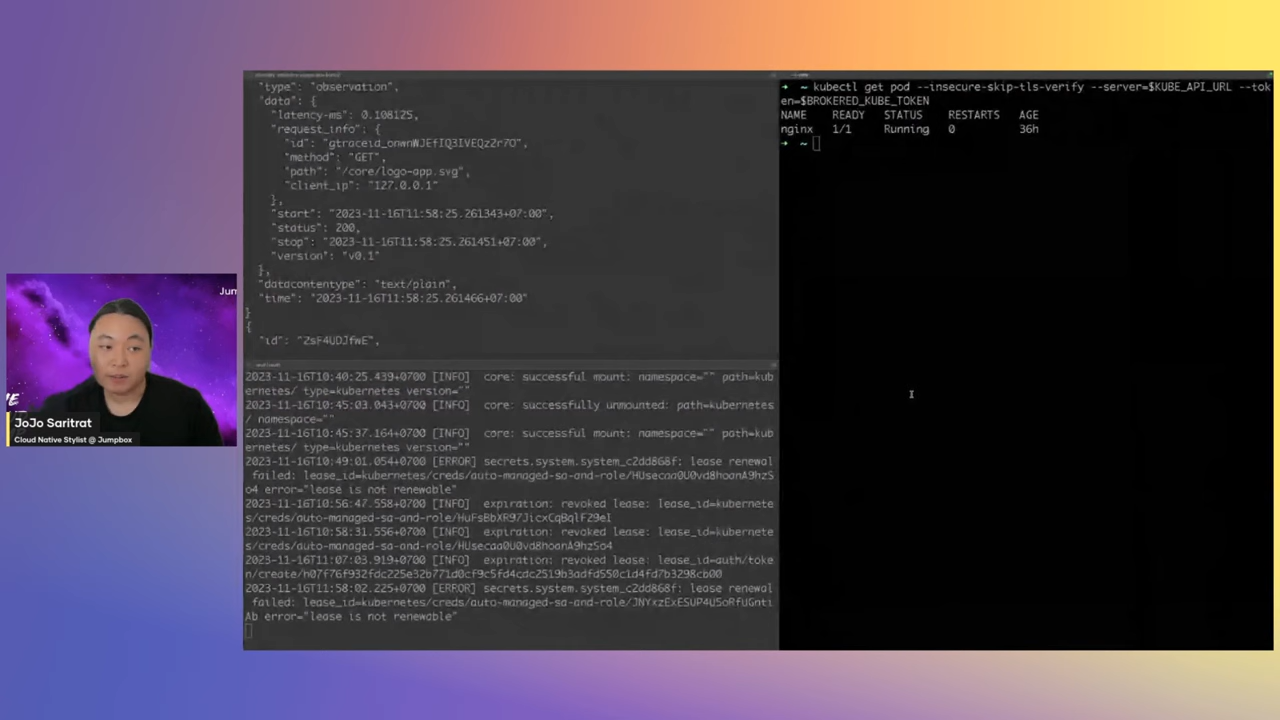 "type": "observation",
"data": {
"latency-ms": 0.108125,
"request_info": {
"id": "gtraceid_onwnWJEfIQ3IVEQz2r7O",
"method": "GET",
"path": "/core/logo-app.svg",
"client_ip": "127.0.0.1"
},
"start": "2023-11-16T11:58:25.261343+07:00",
"status": 200,
"stop": "2023-11-16T11:58:25.261451+07:00",
"version": "v0.1"
},
"datacontentype": "text/plain",
"time": "2023-11-16T11:58:25.261466+07:00"
}
{
"id": "ZsF4UDJfWE",
2023-11-16T10:40:25.439+0700 [INFO] core: successful mount: namespace="" path=kub
ernetes/ type=kubernetes version=""
2023-11-16T10:45:03.043+0700 [INFO] core: successfully unmounted: path=kubernetes
/ namespace=""
2023-11-16T10:45:37.164+0700 [INFO] core: successful mount: namespace="" path=kub
ernetes/ type=kubernetes version=""
2023-11-16T10:49:01.054+0700 [ERROR] secrets.system.system_c2dd868f: lease renewal
failed: lease_id=kubernetes/creds/auto-managed-sa-and-role/HUsecaa0U0vd8hoanA9hzS
o4 error="lease is not renewable"
2023-11-16T10:56:47.558+0700 [INFO] expiration: revoked lease: lease_id=kubernete
s/creds/auto-managed-sa-and-role/HuFsBbXR97JicxCqBqlF29el
2023-11-16T10:58:31.556+0700 [INFO] expiration: revoked lease: lease_id=kubernete
s/creds/auto-managed-sa-and-role/HUsecaa0U0vd8hoanA9hzSo4
2023-11-16T11:07:03.919+0700 [INFO] expiration: revoked lease: lease_id=auth/toke
n/create/h07f76f932fdc225e32b771d0cf9c5fd4cdc2519b3adfd550c1d4fd7b3298cb00
2023-11-16T11:58:02.225+0700 [ERROR] secrets.system.system_c2dd868f: lease renewal
failed: lease_id=kubernetes/creds/auto-managed-sa-and-role/JNYxzExESUP4U5oRfUGnti
Ab error="lease is not renewable"
➜ ~ kubectl get pod --insecure-skip-tls-verify --server=$KUBE_API_URL --tok
en=$BROKERED_KUBE_TOKEN
NAME READY STATUS RESTARTS AGE
nginx 1/1 Running 0 36h
➜ ~
Jum
JoJo Saritrat
Cloud Native Stylist @ Jumpbox